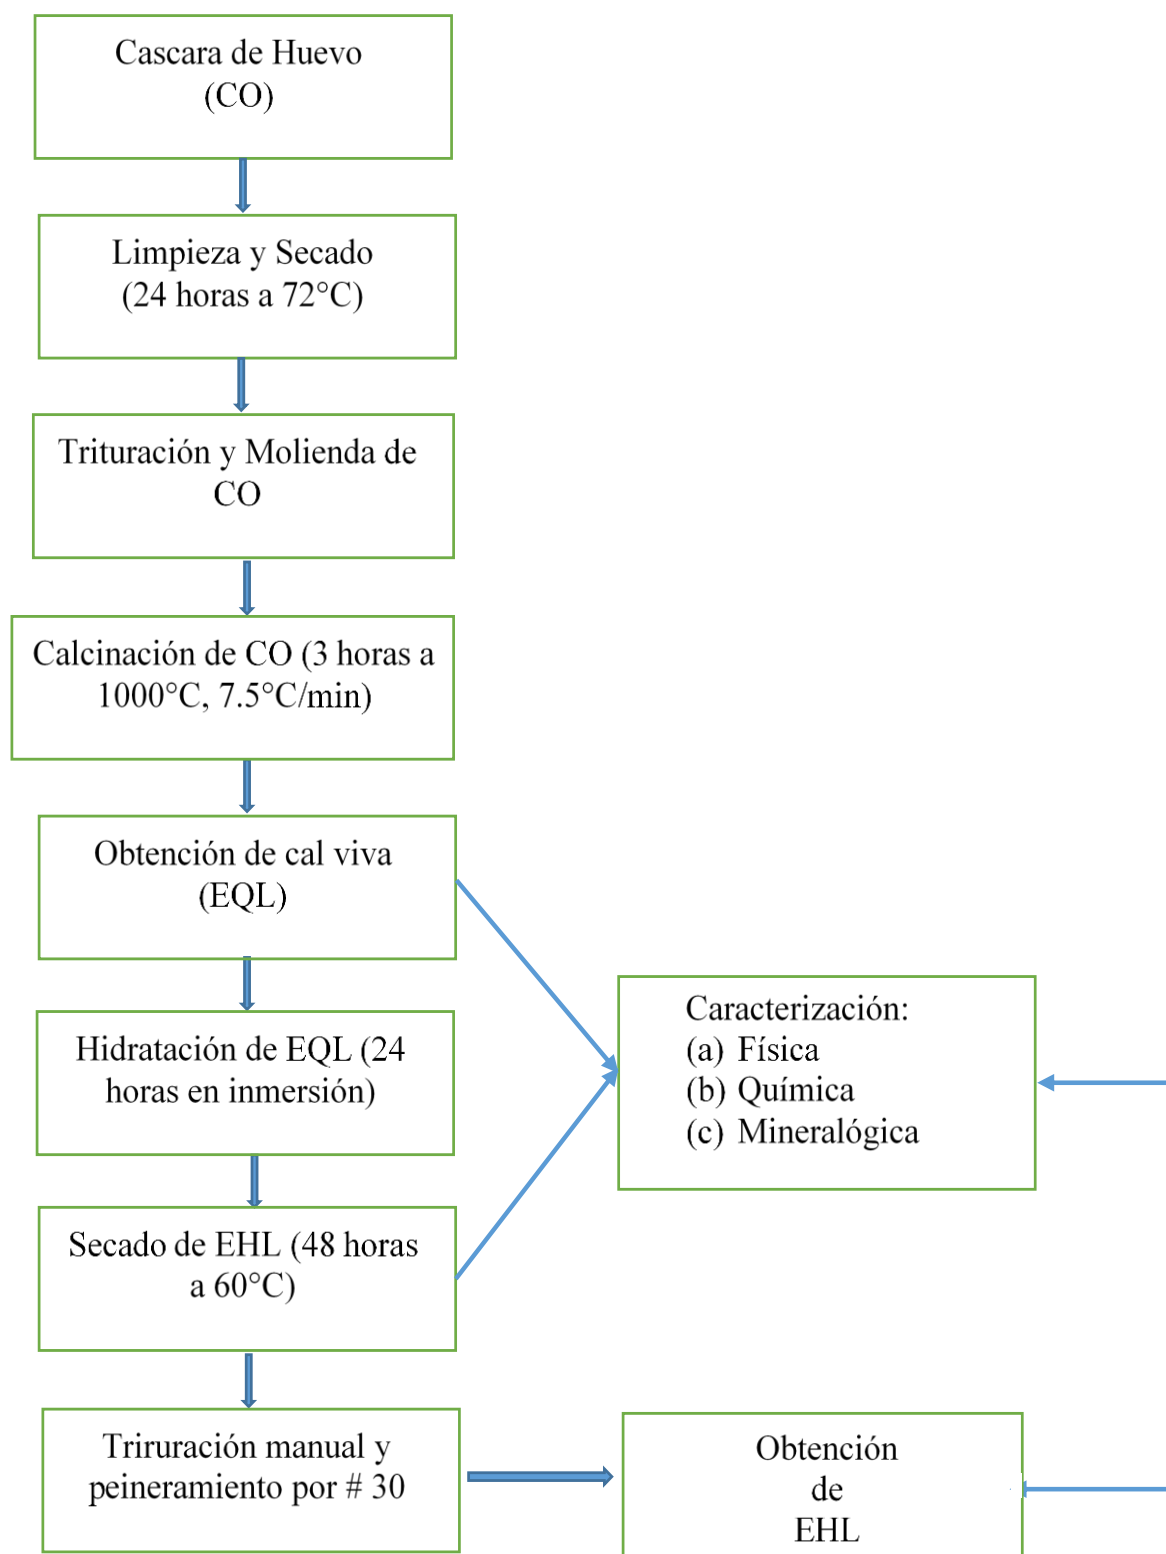 Cascara de Huevo
(CO)
Limpieza y Secado
(24 horas a 72°C)
Trituración y Molienda de
CO
Calcinación de CO (3 horas a
1000°C, 7.5°C/min)
Obtención de cal viva
(EQL)
Hidratación de EQL (24
horas en inmersión)
Secado de EHL (48 horas
a 60°C)
Triruración manual y
peineramiento por # 30
Caracterización:
(a) Física
(b) Química
(c) Mineralógica
Obtención
de
EHL